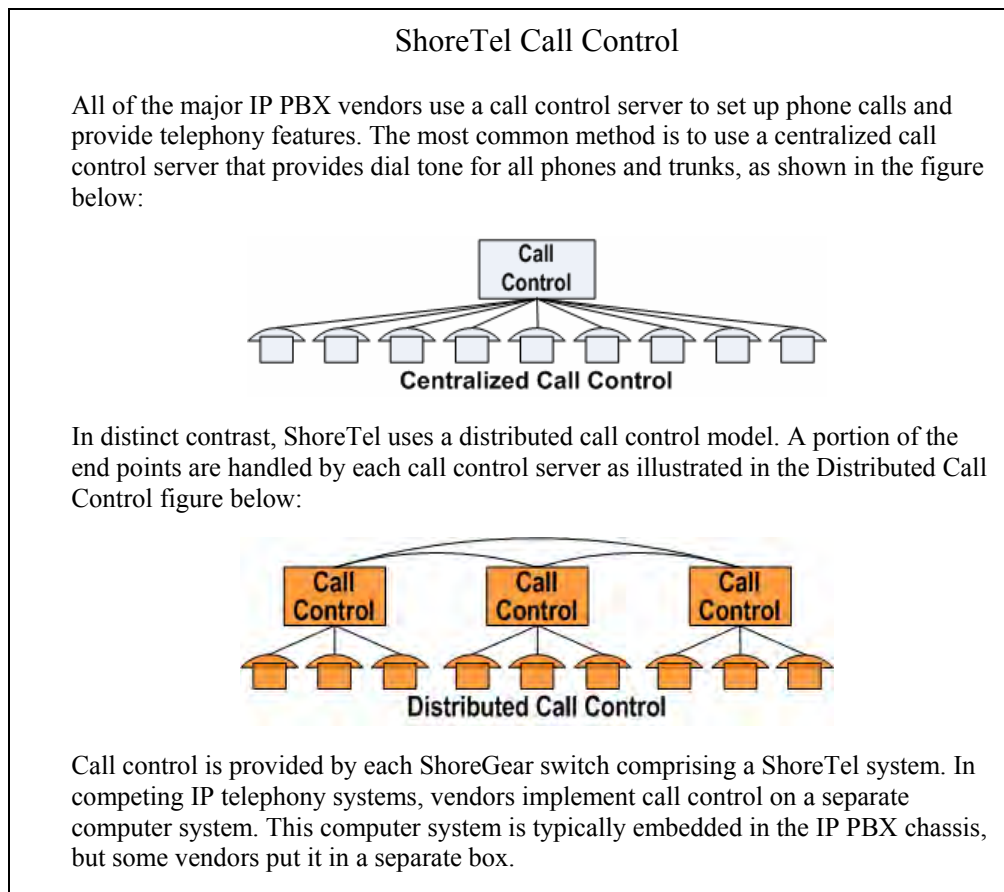 ShoreTel Call Control
All of the major IP PBX vendors use a call control server to set up phone calls and
provide telephony features. The most common method is to use a centralized call
control server that provides dial tone for all phones and trunks, as shown in the figure
below:
Call
Control
Centralized Call Control
In distinct contrast, ShoreTel uses a distributed call control model. A portion of the
end points are handled by each call control server as illustrated in the Distributed Call
Control figure below:
Call
Control
Call
Control
Call
Control
Distributed Call Control
Call control is provided by each ShoreGear switch comprising a ShoreTel system. In
competing IP telephony systems, vendors implement call control on a separate
computer system. This computer system is typically embedded in the IP PBX chassis,
but some vendors put it in a separate box.